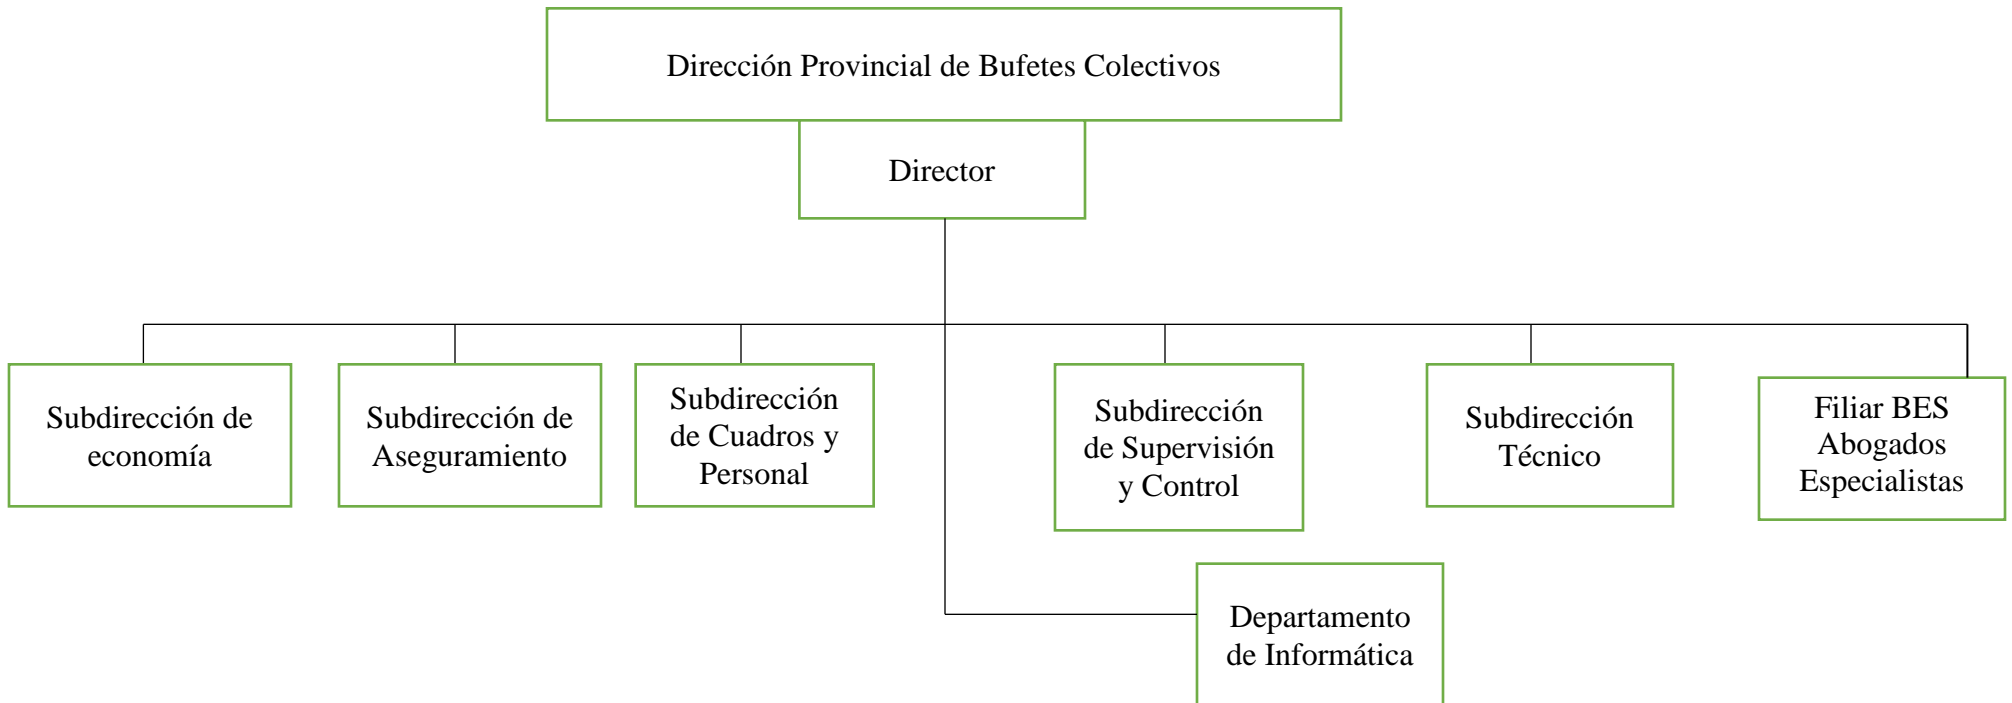 Dirección Provincial de Bufetes Colectivos
Director
Subdirección de
economía
Subdirección de
Aseguramiento
Subdirección
de Cuadros y
Personal
Subdirección
de Supervisión
y Control
Subdirección
Técnico
Filiar BES
Abogados
Especialistas
Departamento
de Informática